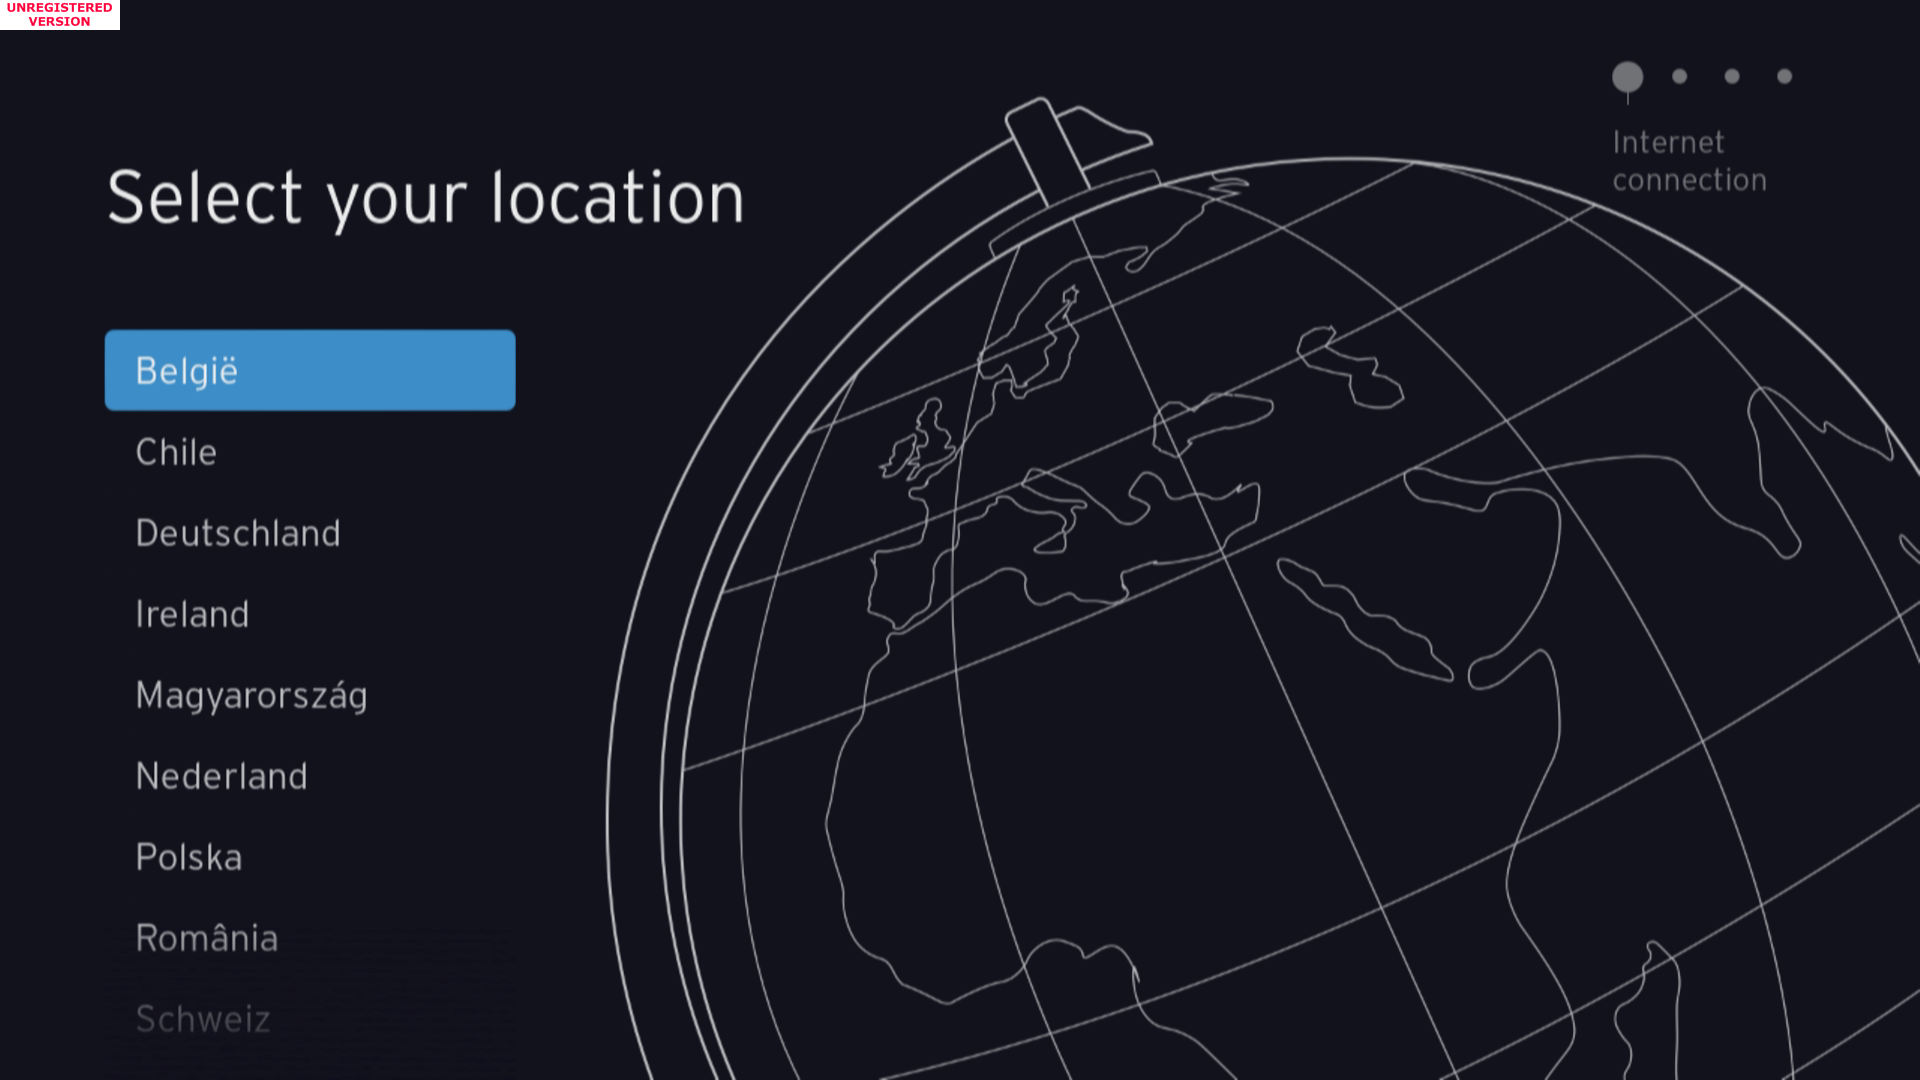 UNREGISTERED
VERSION
Internet
connection
Select your location
België
Chile
Deutschland
Ireland
Magyarország
Nederland
Polska
România
Schweiz